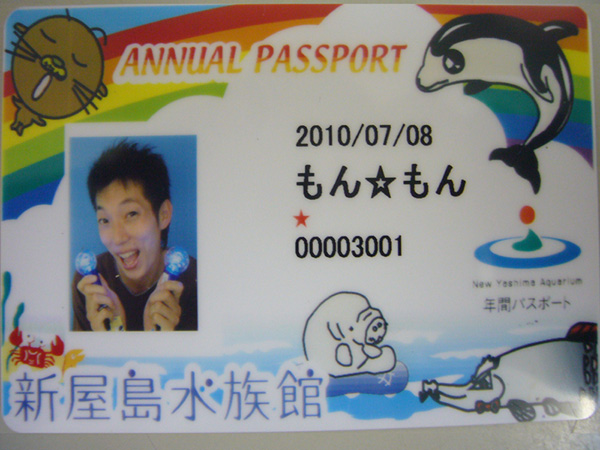 ANNUAL PASSPORT
2010/07/08
もん☆もん
★
00003001
New Yashima Aquarium
年間パスポート
新屋島水族館